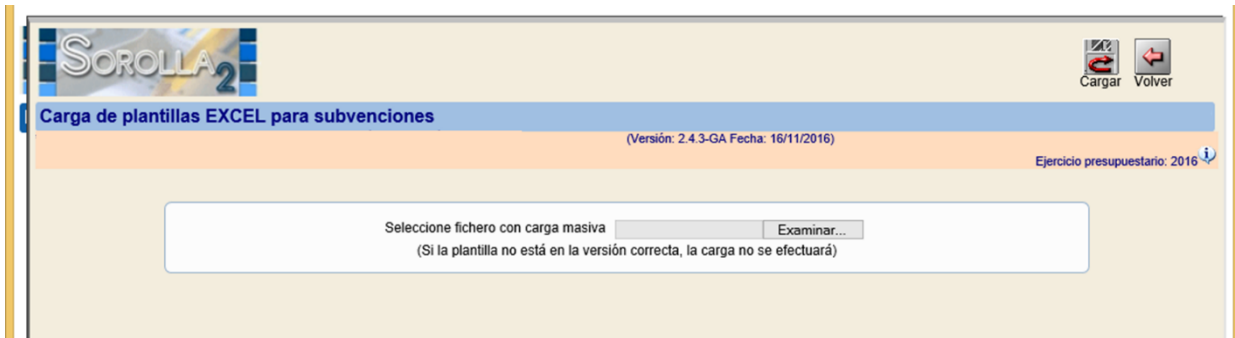 SOROLLA2
Cargar Volver
Carga de plantillas EXCEL para subvenciones
(Versión: 2.4.3-GA Fecha: 16/11/2016)
Ejercicio presupuestario: 2016
Seleccione fichero con carga masiva Examinar...
(Si la plantilla no está en la versión correcta, la carga no se efectuará)